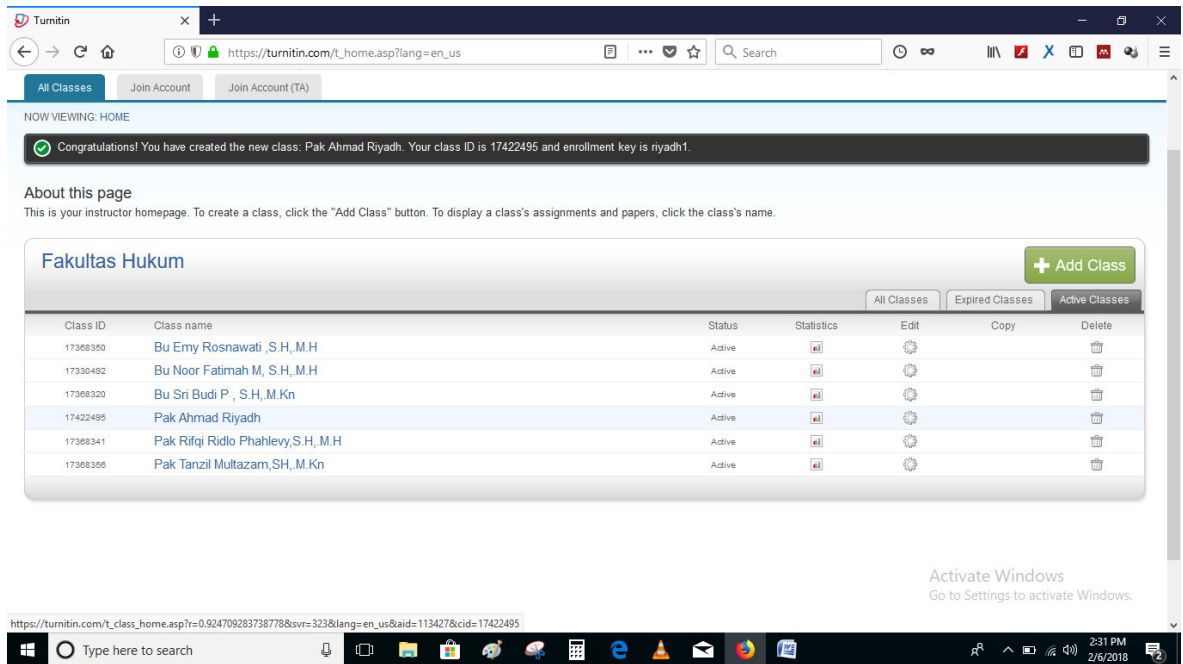 Turnitin
https://turnitin.com/t_home.asp?lang=en_us
Search
All Classes
Join Account
Join Account (TA)
NOW VIEWING: HOME
Congratulations! You have created the new class: Pak Ahmad Riyadh. Your class ID is 17422495 and enrollment key is riyadh1.
About this page
This is your instructor homepage. To create a class, click the "Add Class" button. To display a class's assignments and papers, click the class's name.
Fakultas Hukum
Add Class
All Classes
Expired Classes
Active Classes
Class ID Class name Status Statistics Edit Copy Delete
17368350 Bu Emy Rosnawati ,S.H,.M.H Active
17330492 Bu Noor Fatimah M, S.H,.M.H Active
17368320 Bu Sri Budi P , S.H,.M.Kn Active
17422495 Pak Ahmad Riyadh Active
17368341 Pak Rifqi Ridlo Phahlevy,S.H,.M.H Active
17368356 Pak Tanzil Multazam,SH,.M.Kn Active
Activate Windows
Go to Settings to activate Windows.
https://turnitin.com/t_class_home.asp?r=0.924709283738778&svr=323&lang=en_us&aid=113427&cid=17422495
Type here to search
2:31 PM
2/6/2018